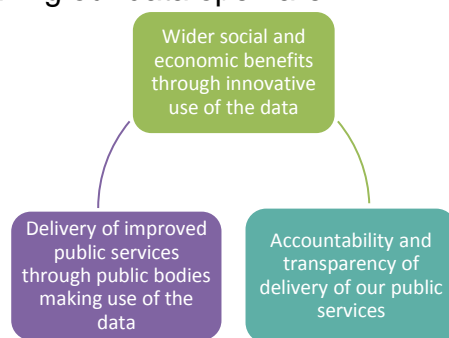 Wider social and
economic benefits
through innovative
use of the data
Delivery of improved
public services
through public bodies
making use of the
data
Accountability and
transparency of
delivery of our public
services